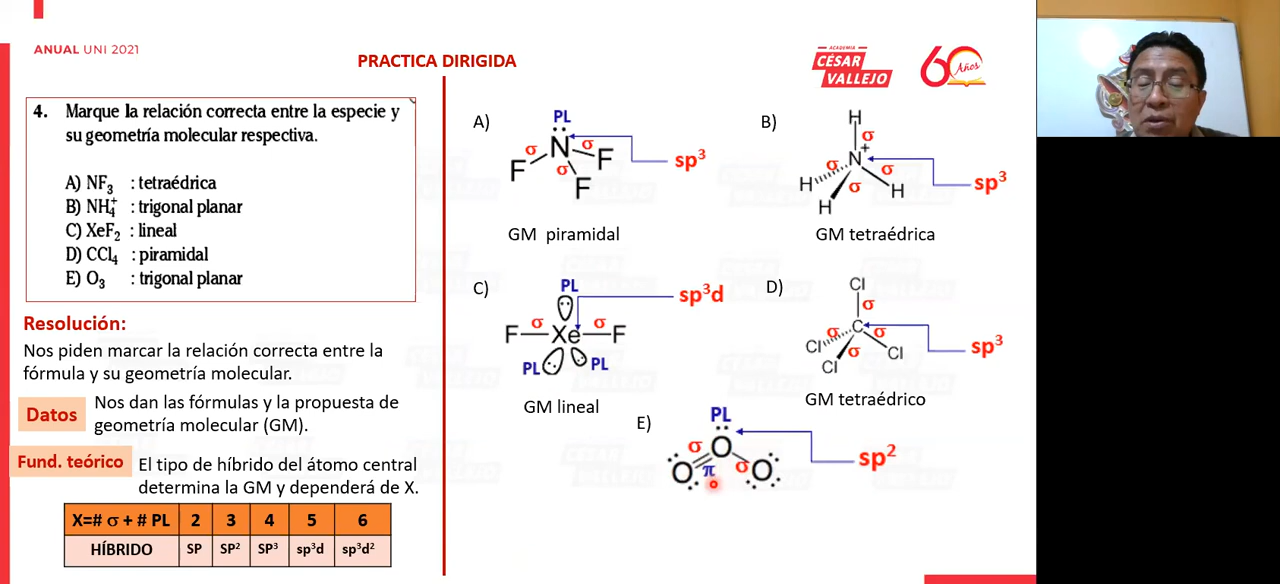 ANUAL UNI 2021
PRACTICA DIRIGIDA
ACADEMIA
CÉSAR
VALLEJO
60
Años
4. Marque la relación correcta entre la especie y
su geometría molecular respectiva.
A) NF₃ : tetraédrica
B) NH₄⁺ : trigonal planar
C) XeF₂ : lineal
D) CCl₄ : piramidal
E) O₃ : trigonal planar
Resolución:
Nos piden marcar la relación correcta entre la
fórmula y su geometría molecular.
Datos
Nos dan las fórmulas y la propuesta de
geometría molecular (GM).
Fund. teórico
El tipo de híbrido del átomo central
determina la GM y dependerá de X.
X=# σ + # PL 2 3 4 5 6
HÍBRIDO SP SP² SP³ sp³d sp³d²
A)
PL
σ N σ
F σ F
F
sp³
GM piramidal
B)
H
σ
σ N⁺ σ
H σ H
H
sp³
GM tetraédrica
C)
PL
sp³d
F σ Xe σ F
PL PL
GM lineal
D)
Cl
σ
σ C σ
Cl σ Cl
Cl
sp³
GM tetraédrico
E)
PL
σ O
O π σ O
sp²